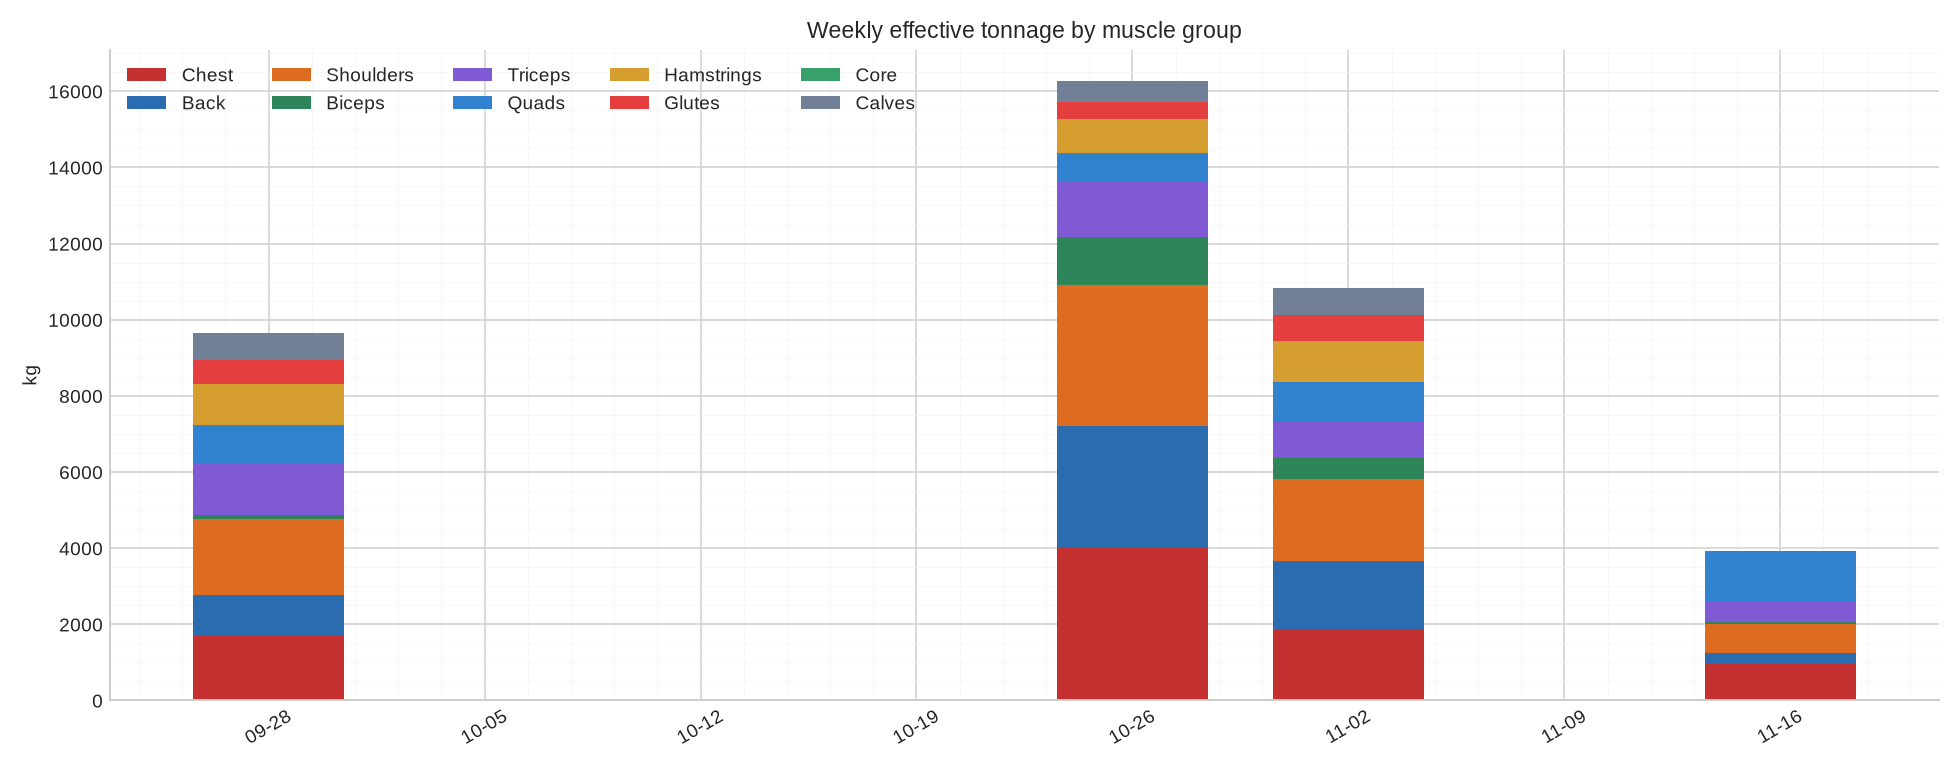 Weekly effective tonnage by muscle group
Chest Shoulders Triceps Hamstrings Core
Back Biceps Quads Glutes Calves
16000
14000
12000
10000
8000
6000
4000
2000
0
kg
09-28 10-05 10-12 10-19 10-26 11-02 11-09 11-16